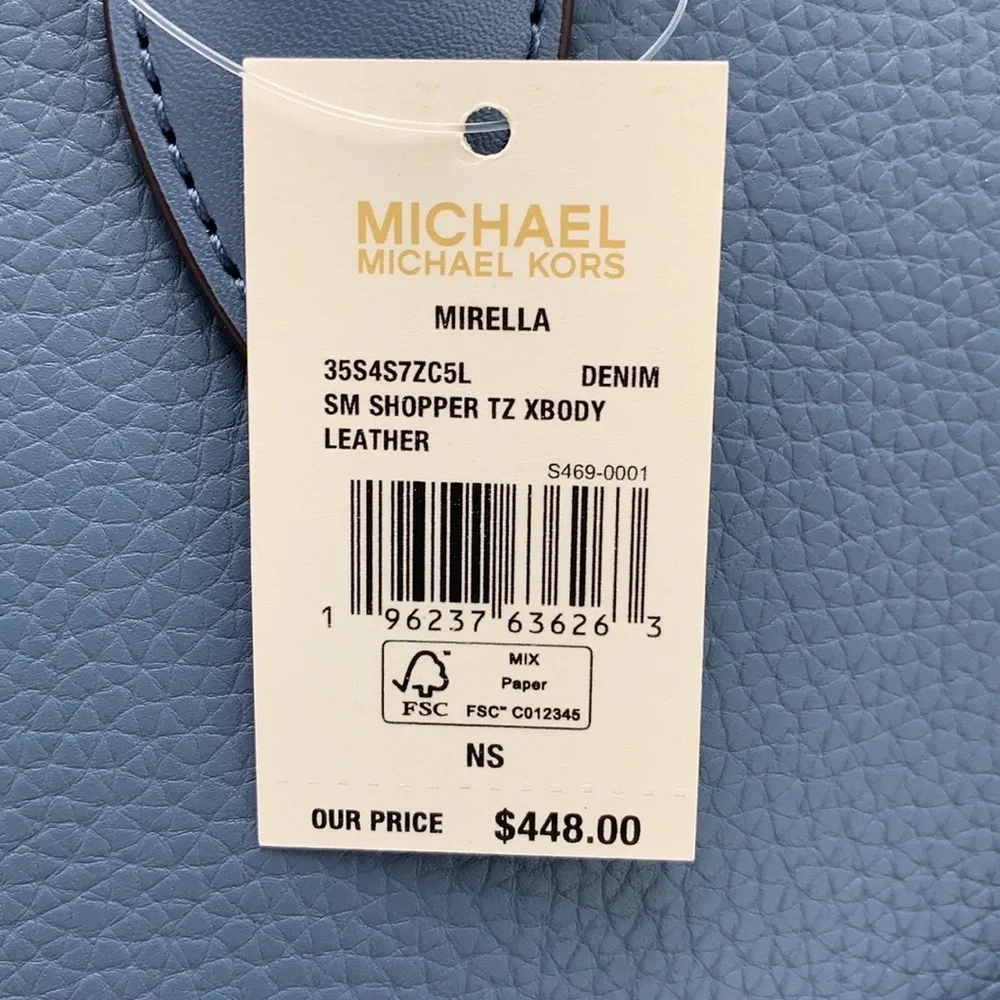 MICHAEL
MICHAEL KORS
MIRELLA
35S4S7ZC5L DENIM
SM SHOPPER TZ XBODY
LEATHER
S469-0001
1 96237 63626 3
FSC™
MIX
Paper
FSC™ C012345
NS
OUR PRICE $448.00